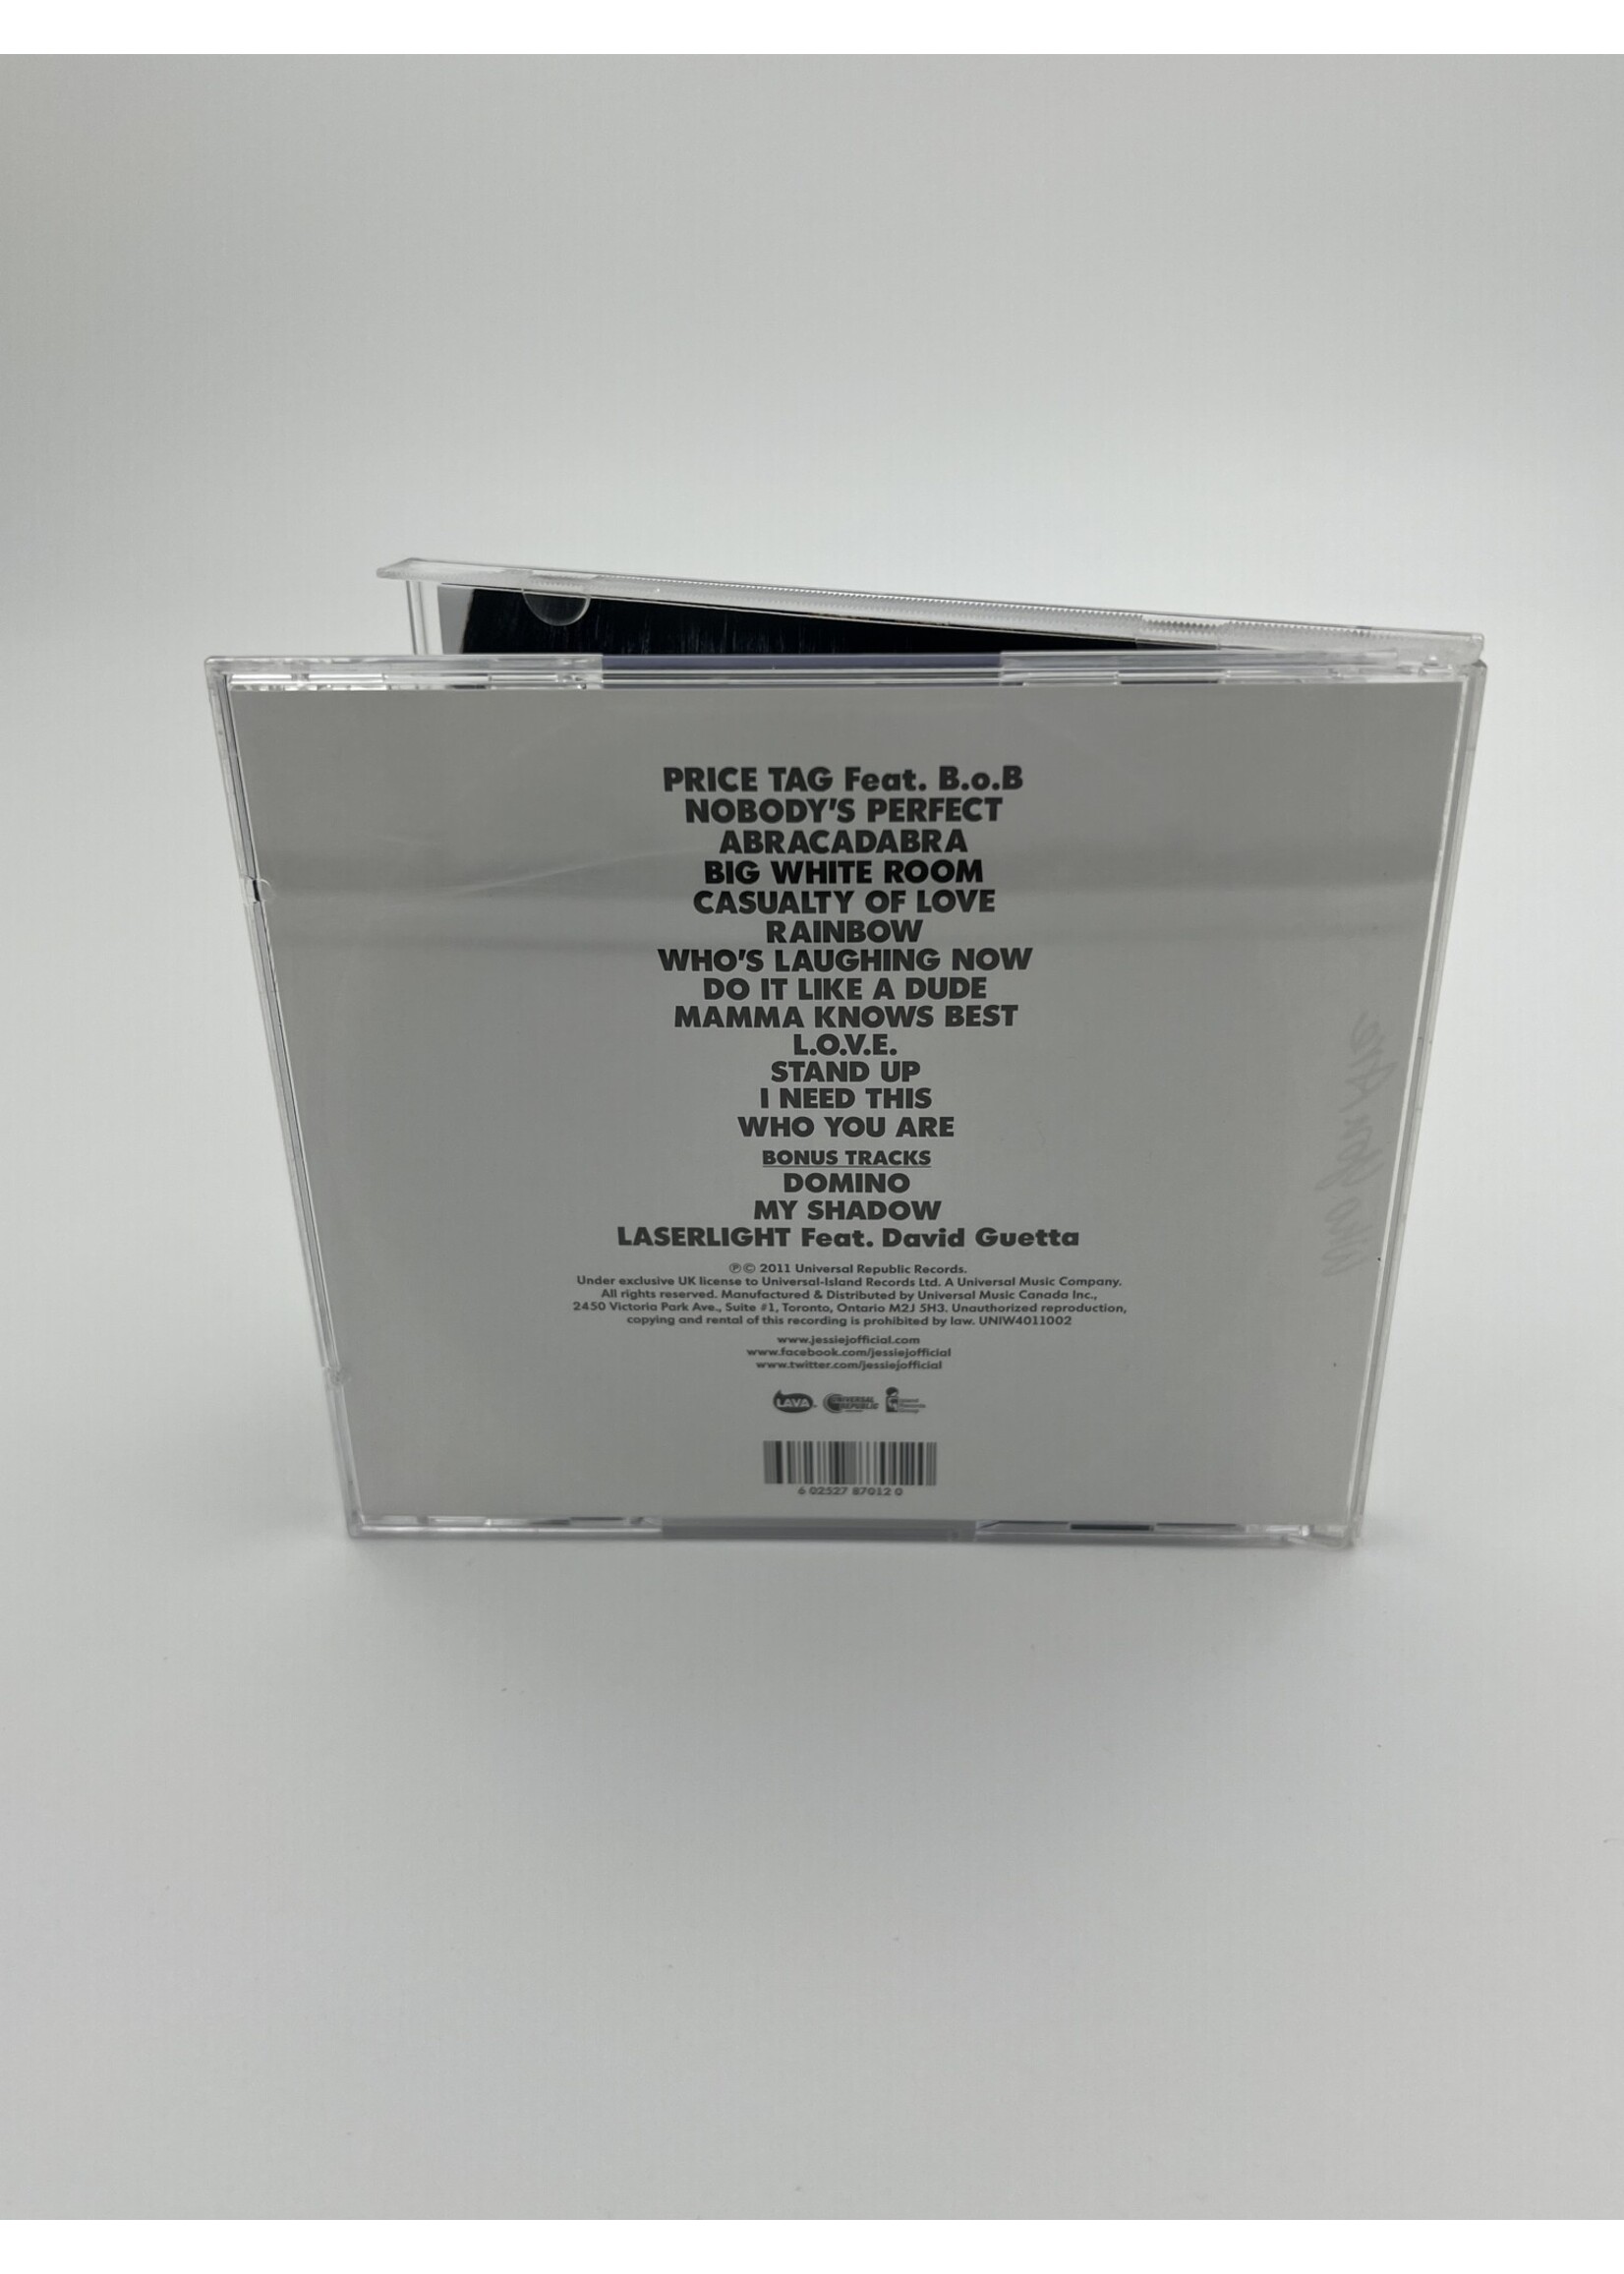 PRICE TAG Feat. B.o.B
NOBODY'S PERFECT
ABRACADABRA
BIG WHITE ROOM
CASUALTY OF LOVE
RAINBOW
WHO'S LAUGHING NOW
DO IT LIKE A DUDE
MAMMA KNOWS BEST
L.O.V.E.
STAND UP
I NEED THIS
WHO YOU ARE
BONUS TRACKS
DOMINO
MY SHADOW
LASERLIGHT Feat. David Guetta
℗© 2011 Universal Republic Records.
Under exclusive UK license to Universal-Island Records Ltd. A Universal Music Company.
All rights reserved. Manufactured & Distributed by Universal Music Canada Inc.,
2450 Victoria Park Ave., Suite #1, Toronto, Ontario M2J 5H3. Unauthorized reproduction,
copying and rental of this recording is prohibited by law. UNIW4011002
www.jessiejofficial.com
www.facebook.com/jessiejofficial
www.twitter.com/jessiejofficial
LAVA
UNIVERSAL REPUBLIC
Island Records Group
6 02527 87012 0